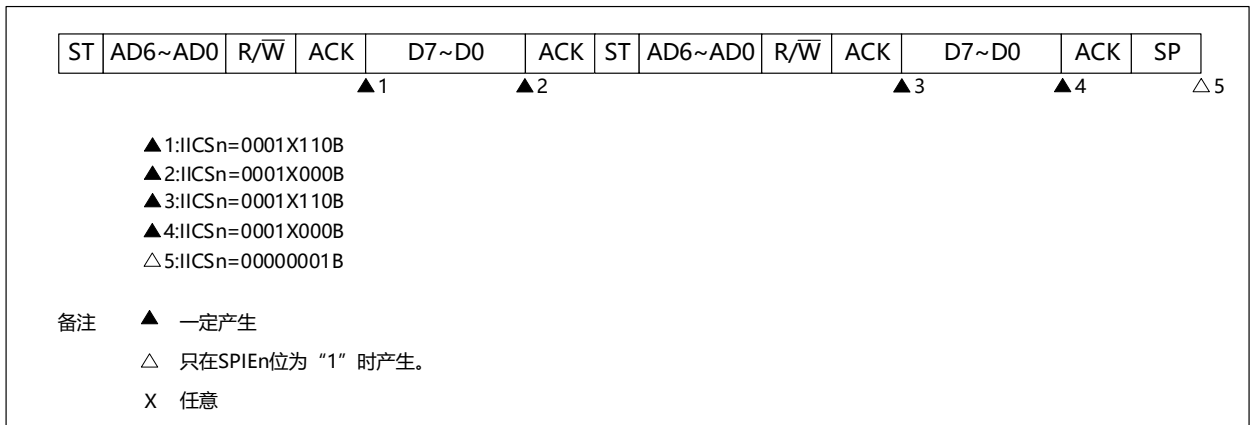 ST AD6~AD0 R/W̅ ACK D7~D0 ACK ST AD6~AD0 R/W̅ ACK D7~D0 ACK SP
▲1 ▲2 ▲3 ▲4 △5
▲1:IICSn=0001X110B
▲2:IICSn=0001X000B
▲3:IICSn=0001X110B
▲4:IICSn=0001X000B
△5:IICSn=00000001B
备注 ▲ 一定产生
△ 只在SPIEn位为“1”时产生。
X 任意